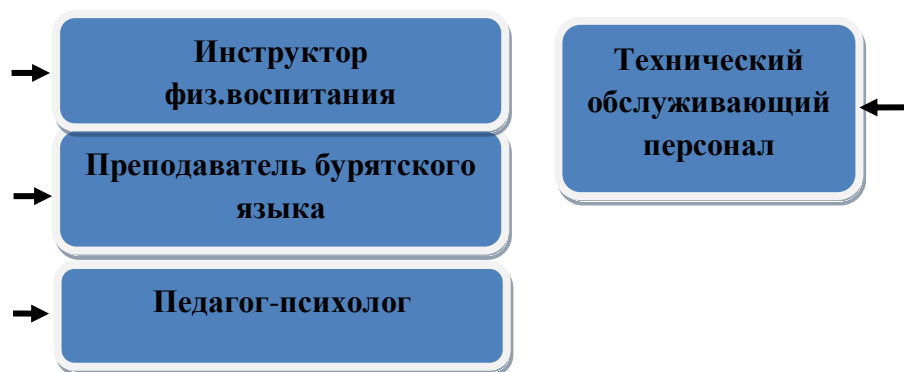 Инструктор
физ.воспитания
Преподаватель бурятского
языка
Педагог-психолог
Технический
обслуживающий
персонал